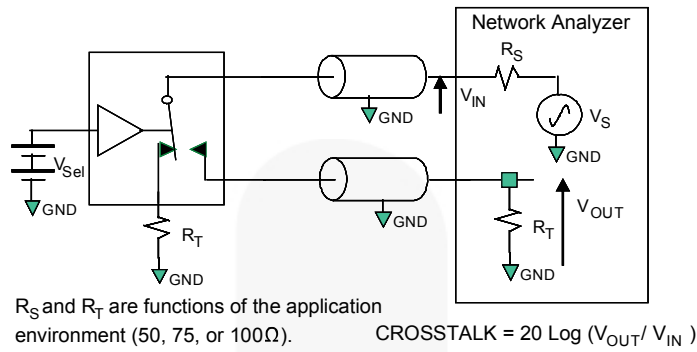 Network Analyzer
R_S
V_IN
V_S
GND
GND
V_Sel
GND
R_T
GND
GND
V_OUT
R_T
GND
R_S and R_T are functions of the application
environment (50, 75, or 100Ω).
CROSSTALK = 20 Log (V_OUT/ V_IN )